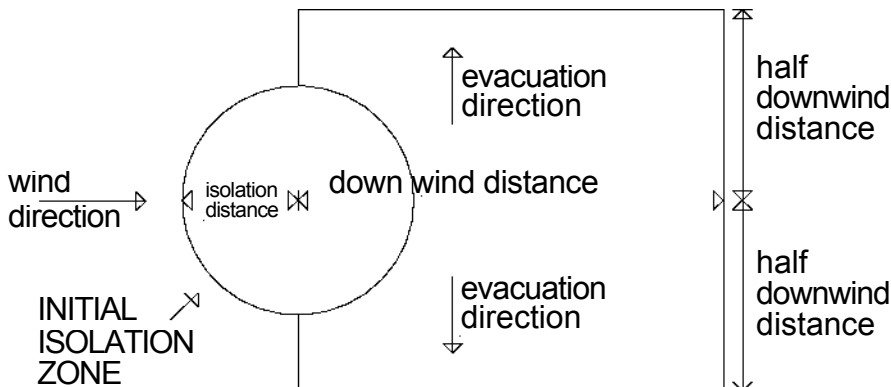 evacuation
direction
half
downwind
distance
wind
direction
isolation
distance
down wind distance
INITIAL
ISOLATION
ZONE
evacuation
direction
half
downwind
distance